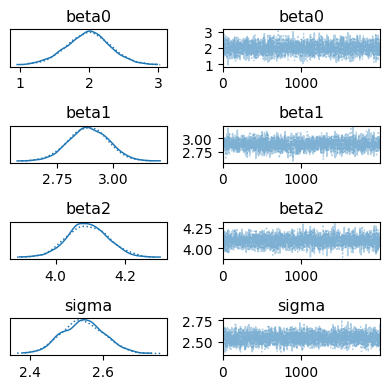 beta0 beta0
3
2
1
1 2 3 0 1000
beta1 beta1
3.00
2.75
2.75 3.00 0 1000
beta2 beta2
4.25
4.00
4.0 4.2 0 1000
sigma sigma
2.75
2.50
2.4 2.6 0 1000